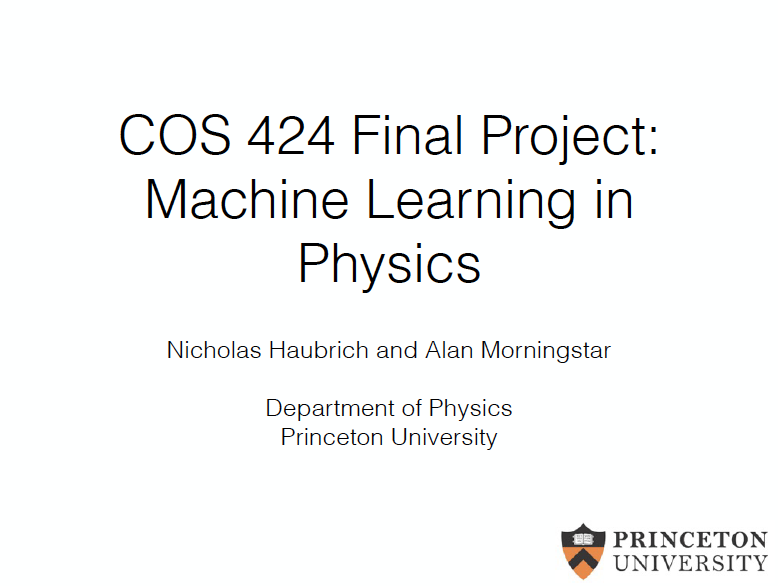 COS 424 Final Project:
Machine Learning in
Physics
Nicholas Haubrich and Alan Morningstar
Department of Physics
Princeton University
PRINCETON
UNIVERSITY